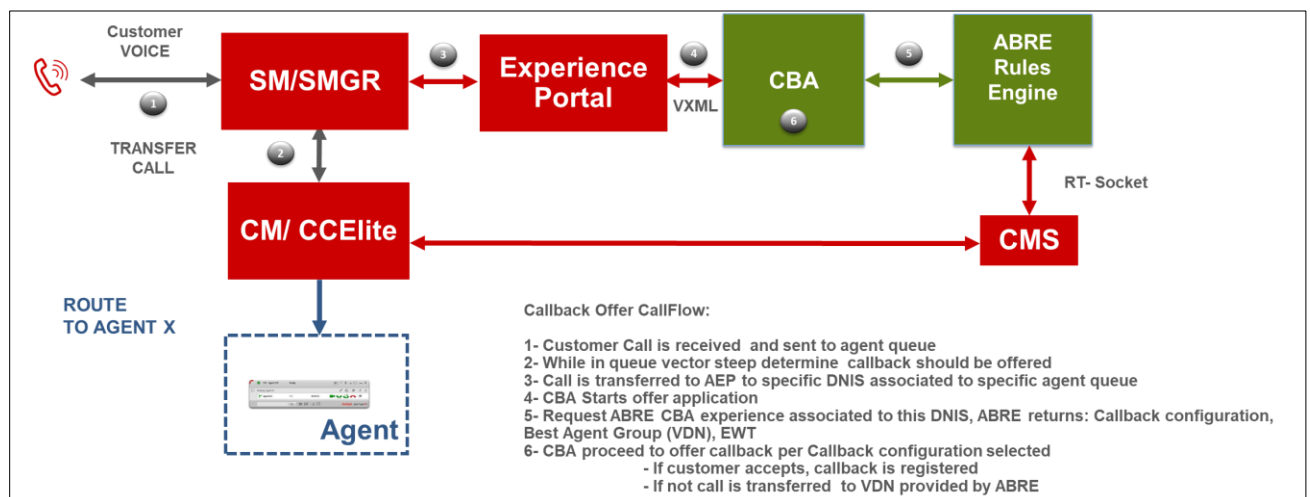 Customer
VOICE
1
TRANSFER
CALL
SM/SMGR
2
3
Experience
Portal
4
VXML
CBA
6
5
ABRE
Rules
Engine
RT- Socket
CM/ CCElite
CMS
ROUTE
TO AGENT X
Agent
Callback Offer CallFlow:
1- Customer Call is received and sent to agent queue
2- While in queue vector steep determine callback should be offered
3- Call is transferred to AEP to specific DNIS associated to specific agent queue
4- CBA Starts offer application
5- Request ABRE CBA experience associated to this DNIS, ABRE returns: Callback configuration,
Best Agent Group (VDN), EWT
6- CBA proceed to offer callback per Callback configuration selected
- If customer accepts, callback is registered
- If not call is transferred to VDN provided by ABRE